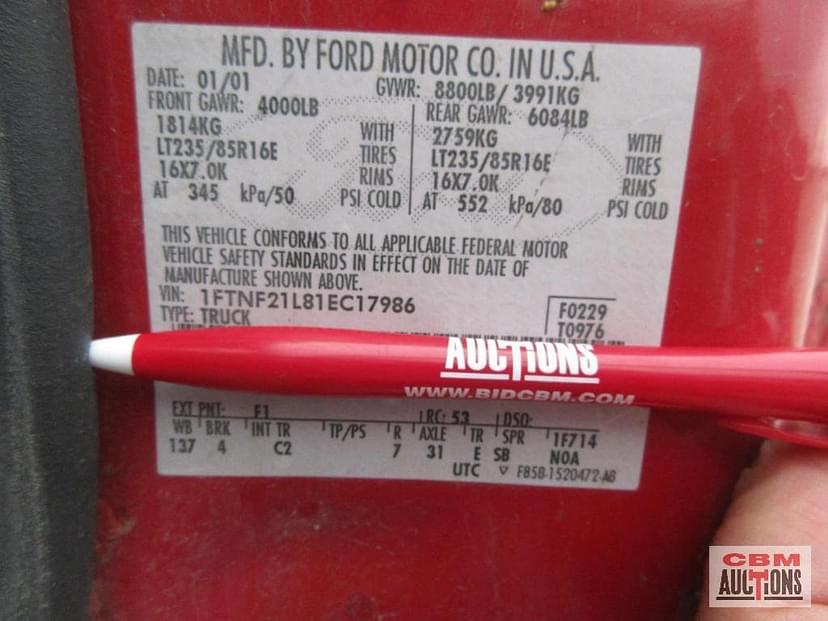 MFD. BY FORD MOTOR CO. IN U.S.A.
DATE: 01/01 GVWR: 8800LB/ 3991KG
FRONT GAWR: 4000LB REAR GAWR: 6084LB
1814KG WITH 2759KG WITH
LT235/85R16E TIRES LT235/85R16E TIRES
16X7.0K RIMS 16X7.0K RIMS
AT 345 kPa/50 PSI COLD AT 552 kPa/80 PSI COLD
THIS VEHICLE CONFORMS TO ALL APPLICABLE FEDERAL MOTOR
VEHICLE SAFETY STANDARDS IN EFFECT ON THE DATE OF
MANUFACTURE SHOWN ABOVE.
VIN: 1FTNF21L81EC17986 F0229
TYPE: TRUCK T0976
AUCTIONS
WWW.BIDCBM.COM
EXT PNT: F1 RC: 53 DSO:
WB BRK INT TR TP/PS R AXLE TR SPR 1F714
137 4 C2 7 31 E SB N0A
UTC ▽ F85B-1520472-AB
CBM
AUCTIONS